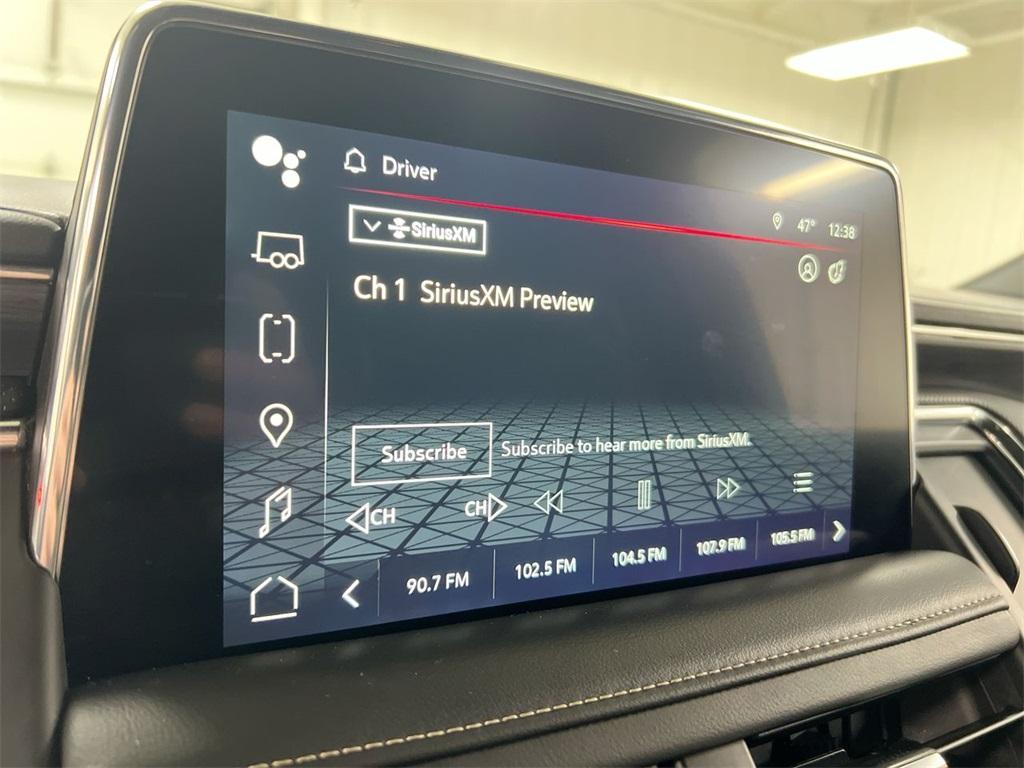 Driver
47° 12:38
SiriusXM
Ch 1 SiriusXM Preview
Subscribe Subscribe to hear more from SiriusXM.
CH CH
90.7 FM 102.5 FM 104.5 FM 107.9 FM 105.5 FM